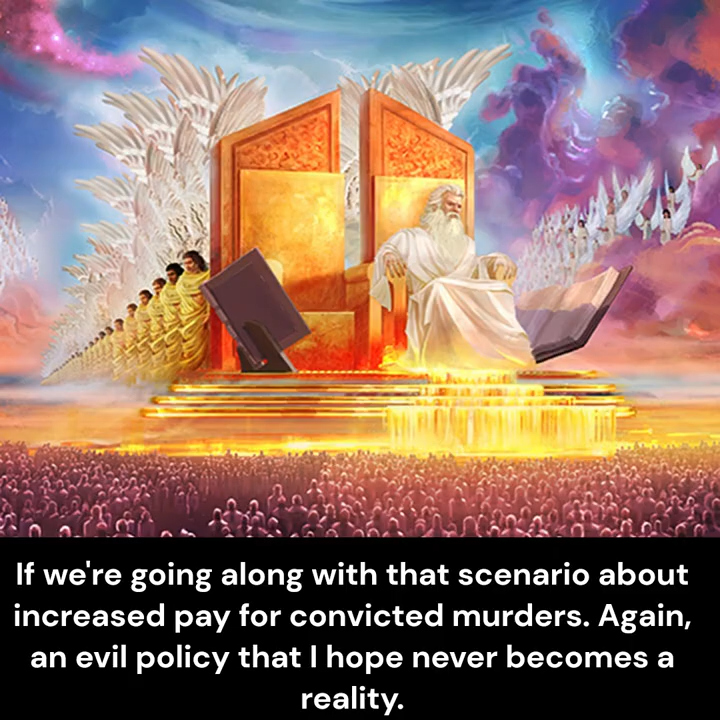 If we're going along with that scenario about
increased pay for convicted murders. Again,
an evil policy that I hope never becomes a
reality.